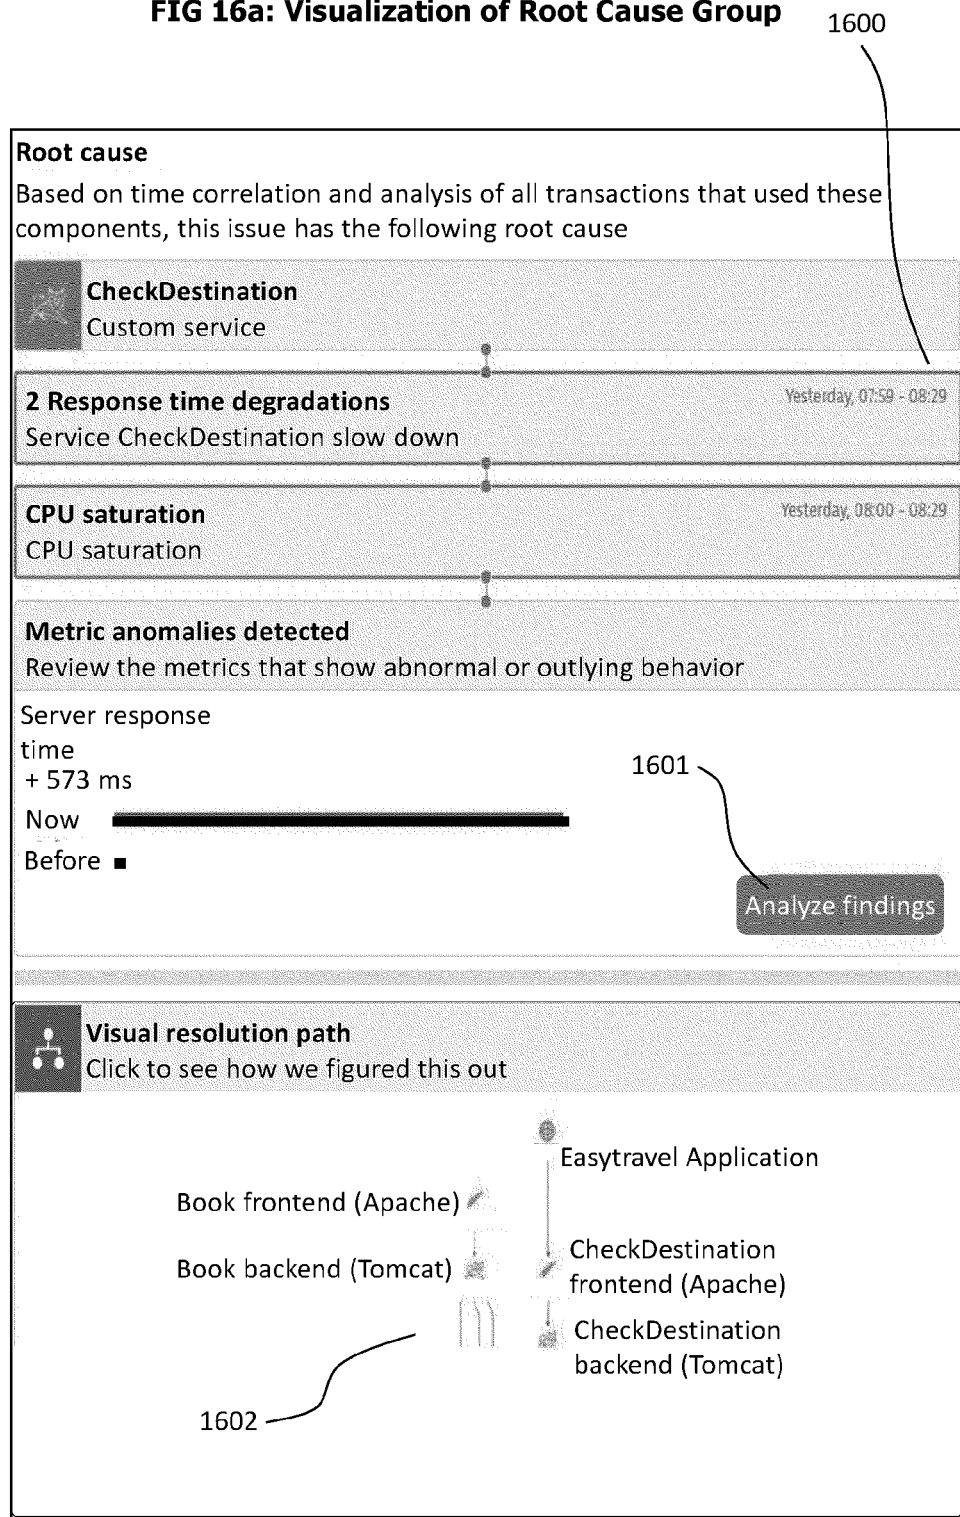 FIG 16a: Visualization of Root Cause Group
1600
Root cause
Based on time correlation and analysis of all transactions that used these
components, this issue has the following root cause
CheckDestination
Custom service
2 Response time degradations
Yesterday, 07:59 - 08:29
Service CheckDestination slow down
CPU saturation
Yesterday, 08:00 - 08:29
CPU saturation
Metric anomalies detected
Review the metrics that show abnormal or outlying behavior
Server response
time
+ 573 ms
1601
Now
Before
Analyze findings
Visual resolution path
Click to see how we figured this out
Easytravel Application
Book frontend (Apache)
CheckDestination
frontend (Apache)
Book backend (Tomcat)
CheckDestination
backend (Tomcat)
1602